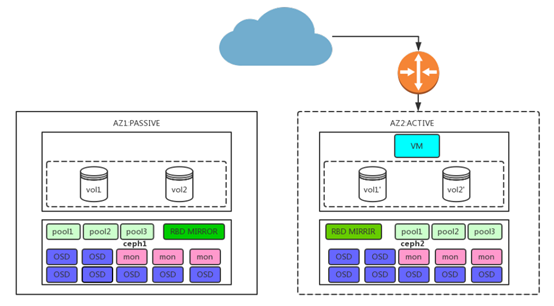 AZ1:PASSIVE
vol1
vol2
pool1
pool2
pool3
RBD MIRROR
ceph1
OSD
OSD
mon
mon
mon
OSD
OSD
OSD
OSD
OSD
AZ2:ACTIVE
VM
vol1'
vol2'
RBD MIRRIR
pool1
pool2
pool3
ceph2
OSD
OSD
mon
mon
mon
OSD
OSD
OSD
OSD
OSD